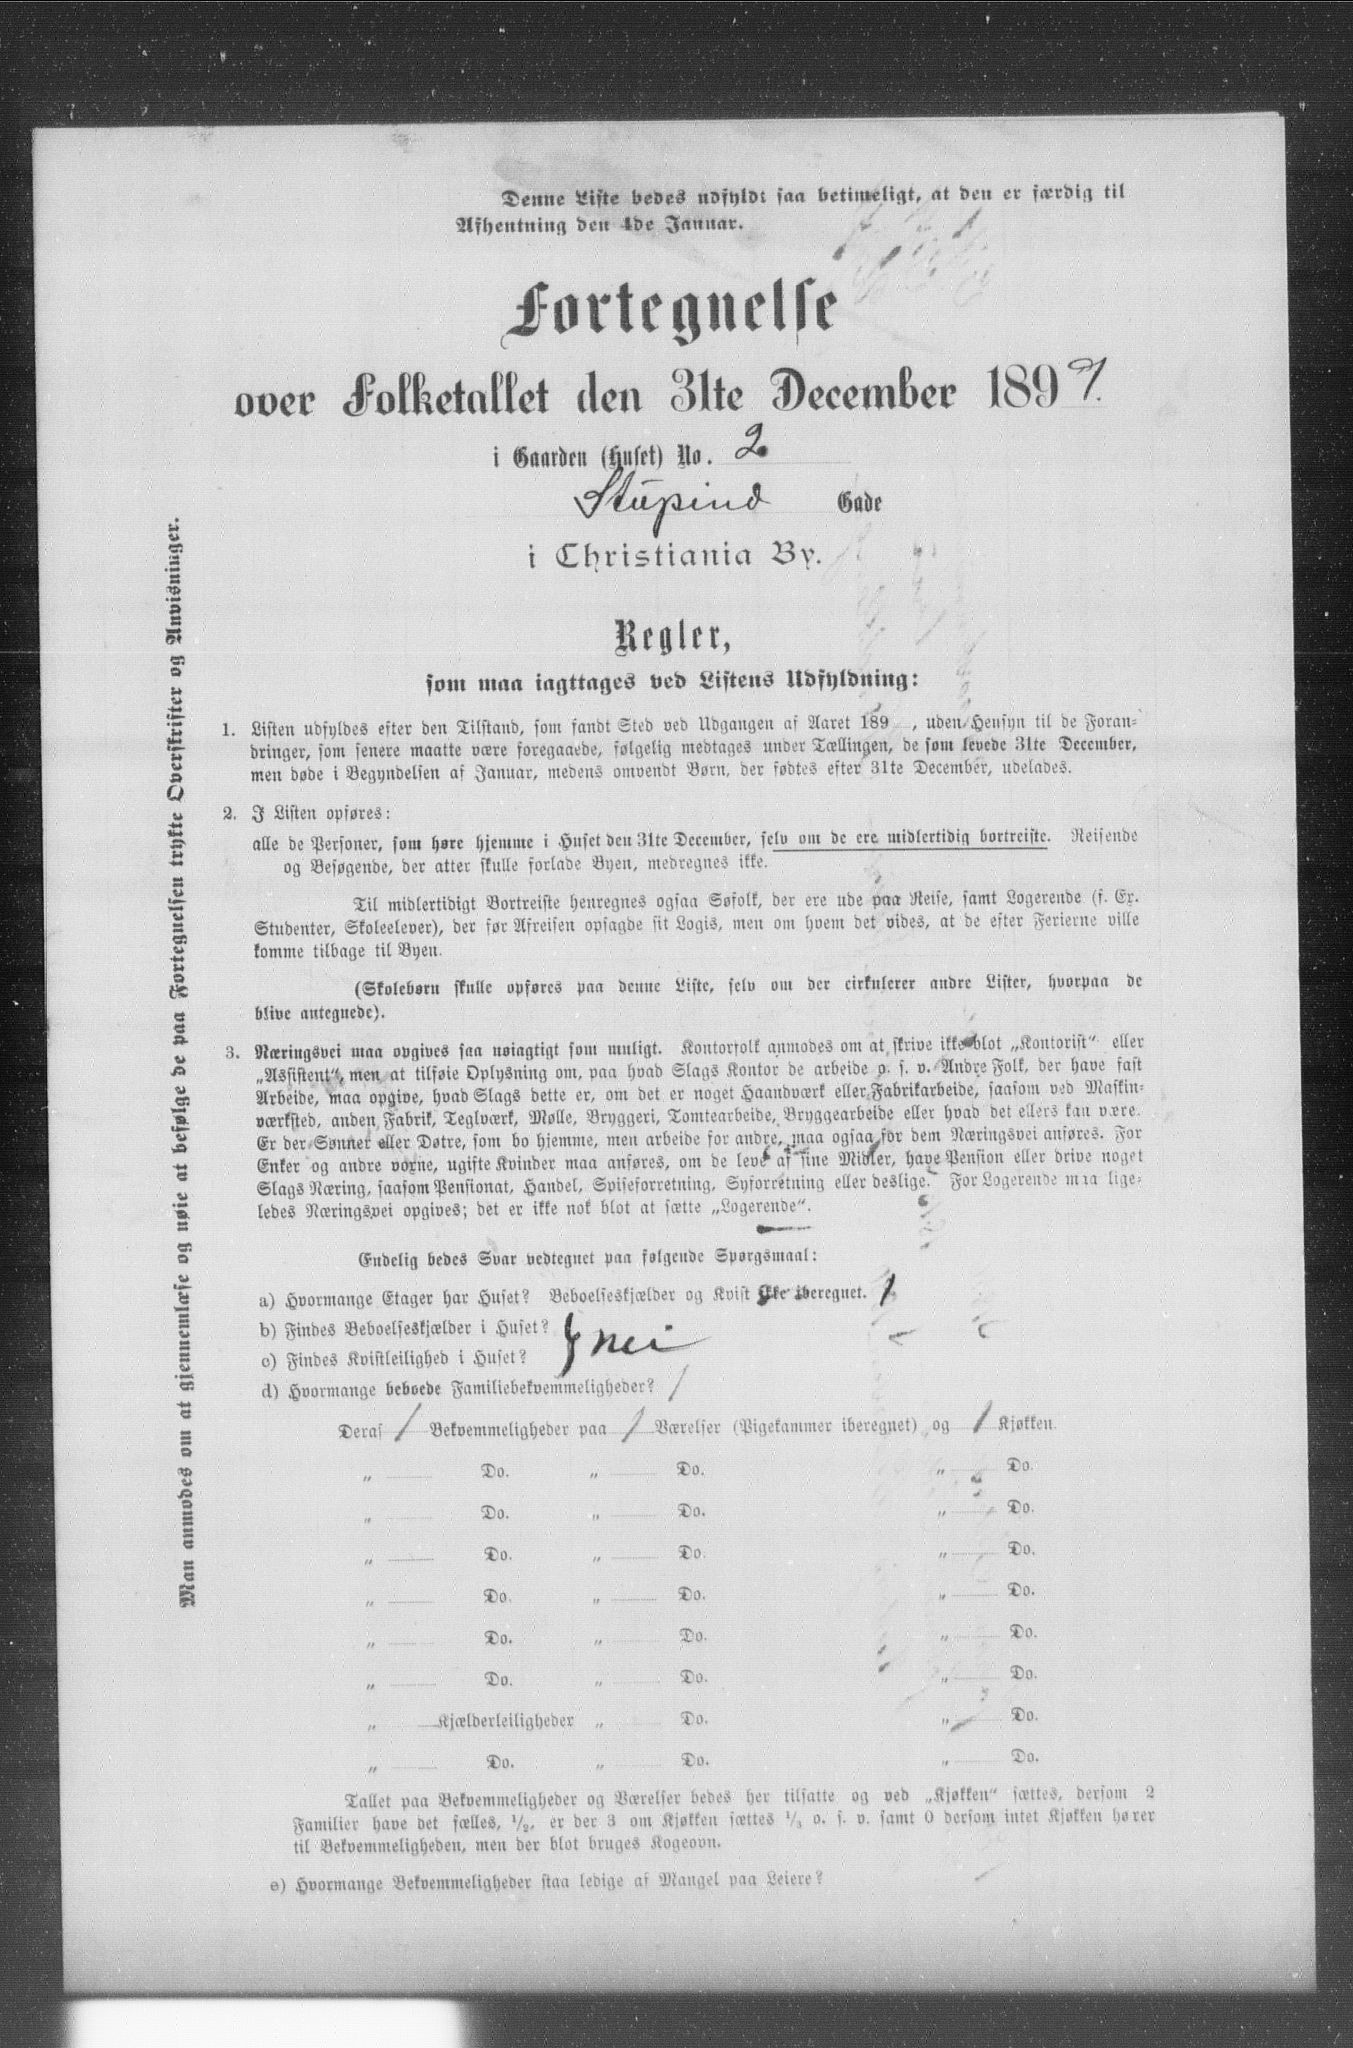 Denne Liste bedes udfyldt saa betimeligt, at den er færdig til
Afhentning den 4de Januar.
Fortegnelse
over Folketallet den 31te December 1899.
i Gaarden (Huset) No. 2
Stupind Gade
i Christiania By.
Regler,
som maa iagttages ved Listens Udfyldning:
1. Listen udfyldes efter den Tilstand, som fandt Sted ved Udgangen af Aaret 189 , uden Hensyn til de Foran-
dringer, som senere maatte være foregaaede, følgelig medtages under Tællingen, de som levede 31te December,
men døde i Begyndelsen af Januar, medens omvendt Børn, der fødtes efter 31te December, udelades.
2. I Listen opføres:
alle de Personer, som høre hjemme i Huset den 31te December, selv om de ere midlertidig bortreiste. Reisende
og Besøgende, der atter skulle forlade Byen, medregnes ikke.
Til midlertidigt Bortreiste henregnes ogsaa Søfolk, der ere ude paa Reise, samt Logerende (f. Ex.
Studenter, Skoleelever), der før Afreisen opsagde sit Logis, men om hvem det vides, at de efter Ferierne ville
komme tilbage til Byen.
(Skolebørn skulle opføres paa denne Liste, selv om der cirkulerer andre Lister, hvorpaa de
blive antegnede).
3. Næringsvei maa opgives saa nøiagtigt som muligt. Kontorfolk anmodes om at skrive ikke blot „Kontorist“ eller
„Assistent“, men at tilføie Oplysning om, paa hvad Slags Kontor de arbeide o. s. v. Andre Folk, der have fast
Arbeide, maa opgive, hvad Slags dette er, om det er noget Haandværk eller Fabrikarbeide, saasom ved Maskin-
værksted, anden Fabrik, Teglværk, Mølle, Bryggeri, Tomtearbeide, Bryggearbeide eller hvad det ellers kan være.
Er der Sønner eller Døtre, som bo hjemme, men arbeide for andre, maa ogsaa for dem Næringsvei anføres. For
Enker og andre voxne, ugifte Kvinder maa anføres, om de leve af sine Midler, have Pension eller drive noget
Slags Næring, saasom Pensionat, Handel, Spiseforretning, Syforretning eller deslige. For Logerende maa lige-
ledes Næringsvei opgives; det er ikke nok blot at sætte „Logerende“.
Endelig bedes Svar vedtegnet paa følgende Spørgsmaal:
a) Hvormange Etager har Huset? Beboelseskjælder og Kvist ikke iberegnet. 1
b) Findes Beboelseskjælder i Huset?
c) Findes Kvistleilighed i Huset? } nei
d) Hvormange beboede Familiebekvemmeligheder? 1
Deraf 1 Bekvemmeligheder paa 1 Værelser (Pigekammer iberegnet) og 1 Kjøkken.
„ Do. „ Do. „ Do.
„ Do. „ Do. „ Do.
„ Do. „ Do. „ Do.
„ Do. „ Do. „ Do.
„ Do. „ Do. „ Do.
„ Do. „ Do. „ Do.
„ Kjælderleiligheder „ Do. „ Do.
„ Do. „ Do. „ Do.
Tallet paa Bekvemmeligheder og Værelser bedes her tilsatte og ved „Kjøkken“ sættes, dersom 2
Familier have det fælles, 1/2, er der 3 om Kjøkken sættes 1/3 o. s. v. samt 0 dersom intet Kjøkken hører
til Bekvemmeligheden, men der blot bruges Kogeovn.
e) Hvormange Bekvemmeligheder staa ledige af Mangel paa Leiere?
Man anmodes om at gjennemlæse og nøie at befølge de paa Fortegnelsen trykte Overskrifter og Anvisninger.